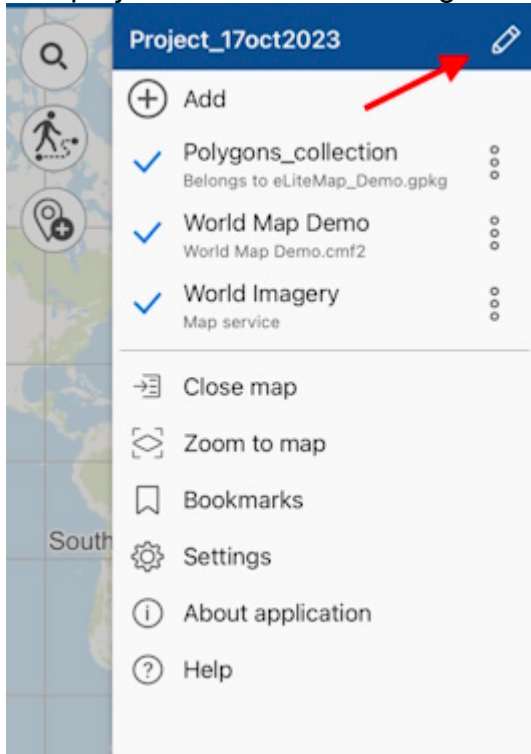 Project_17oct2023
Add
Polygons_collection
Belongs to eLiteMap_Demo.gpkg
World Map Demo
World Map Demo.cmf2
World Imagery
Map service
Close map
Zoom to map
Bookmarks
South
Settings
About application
Help